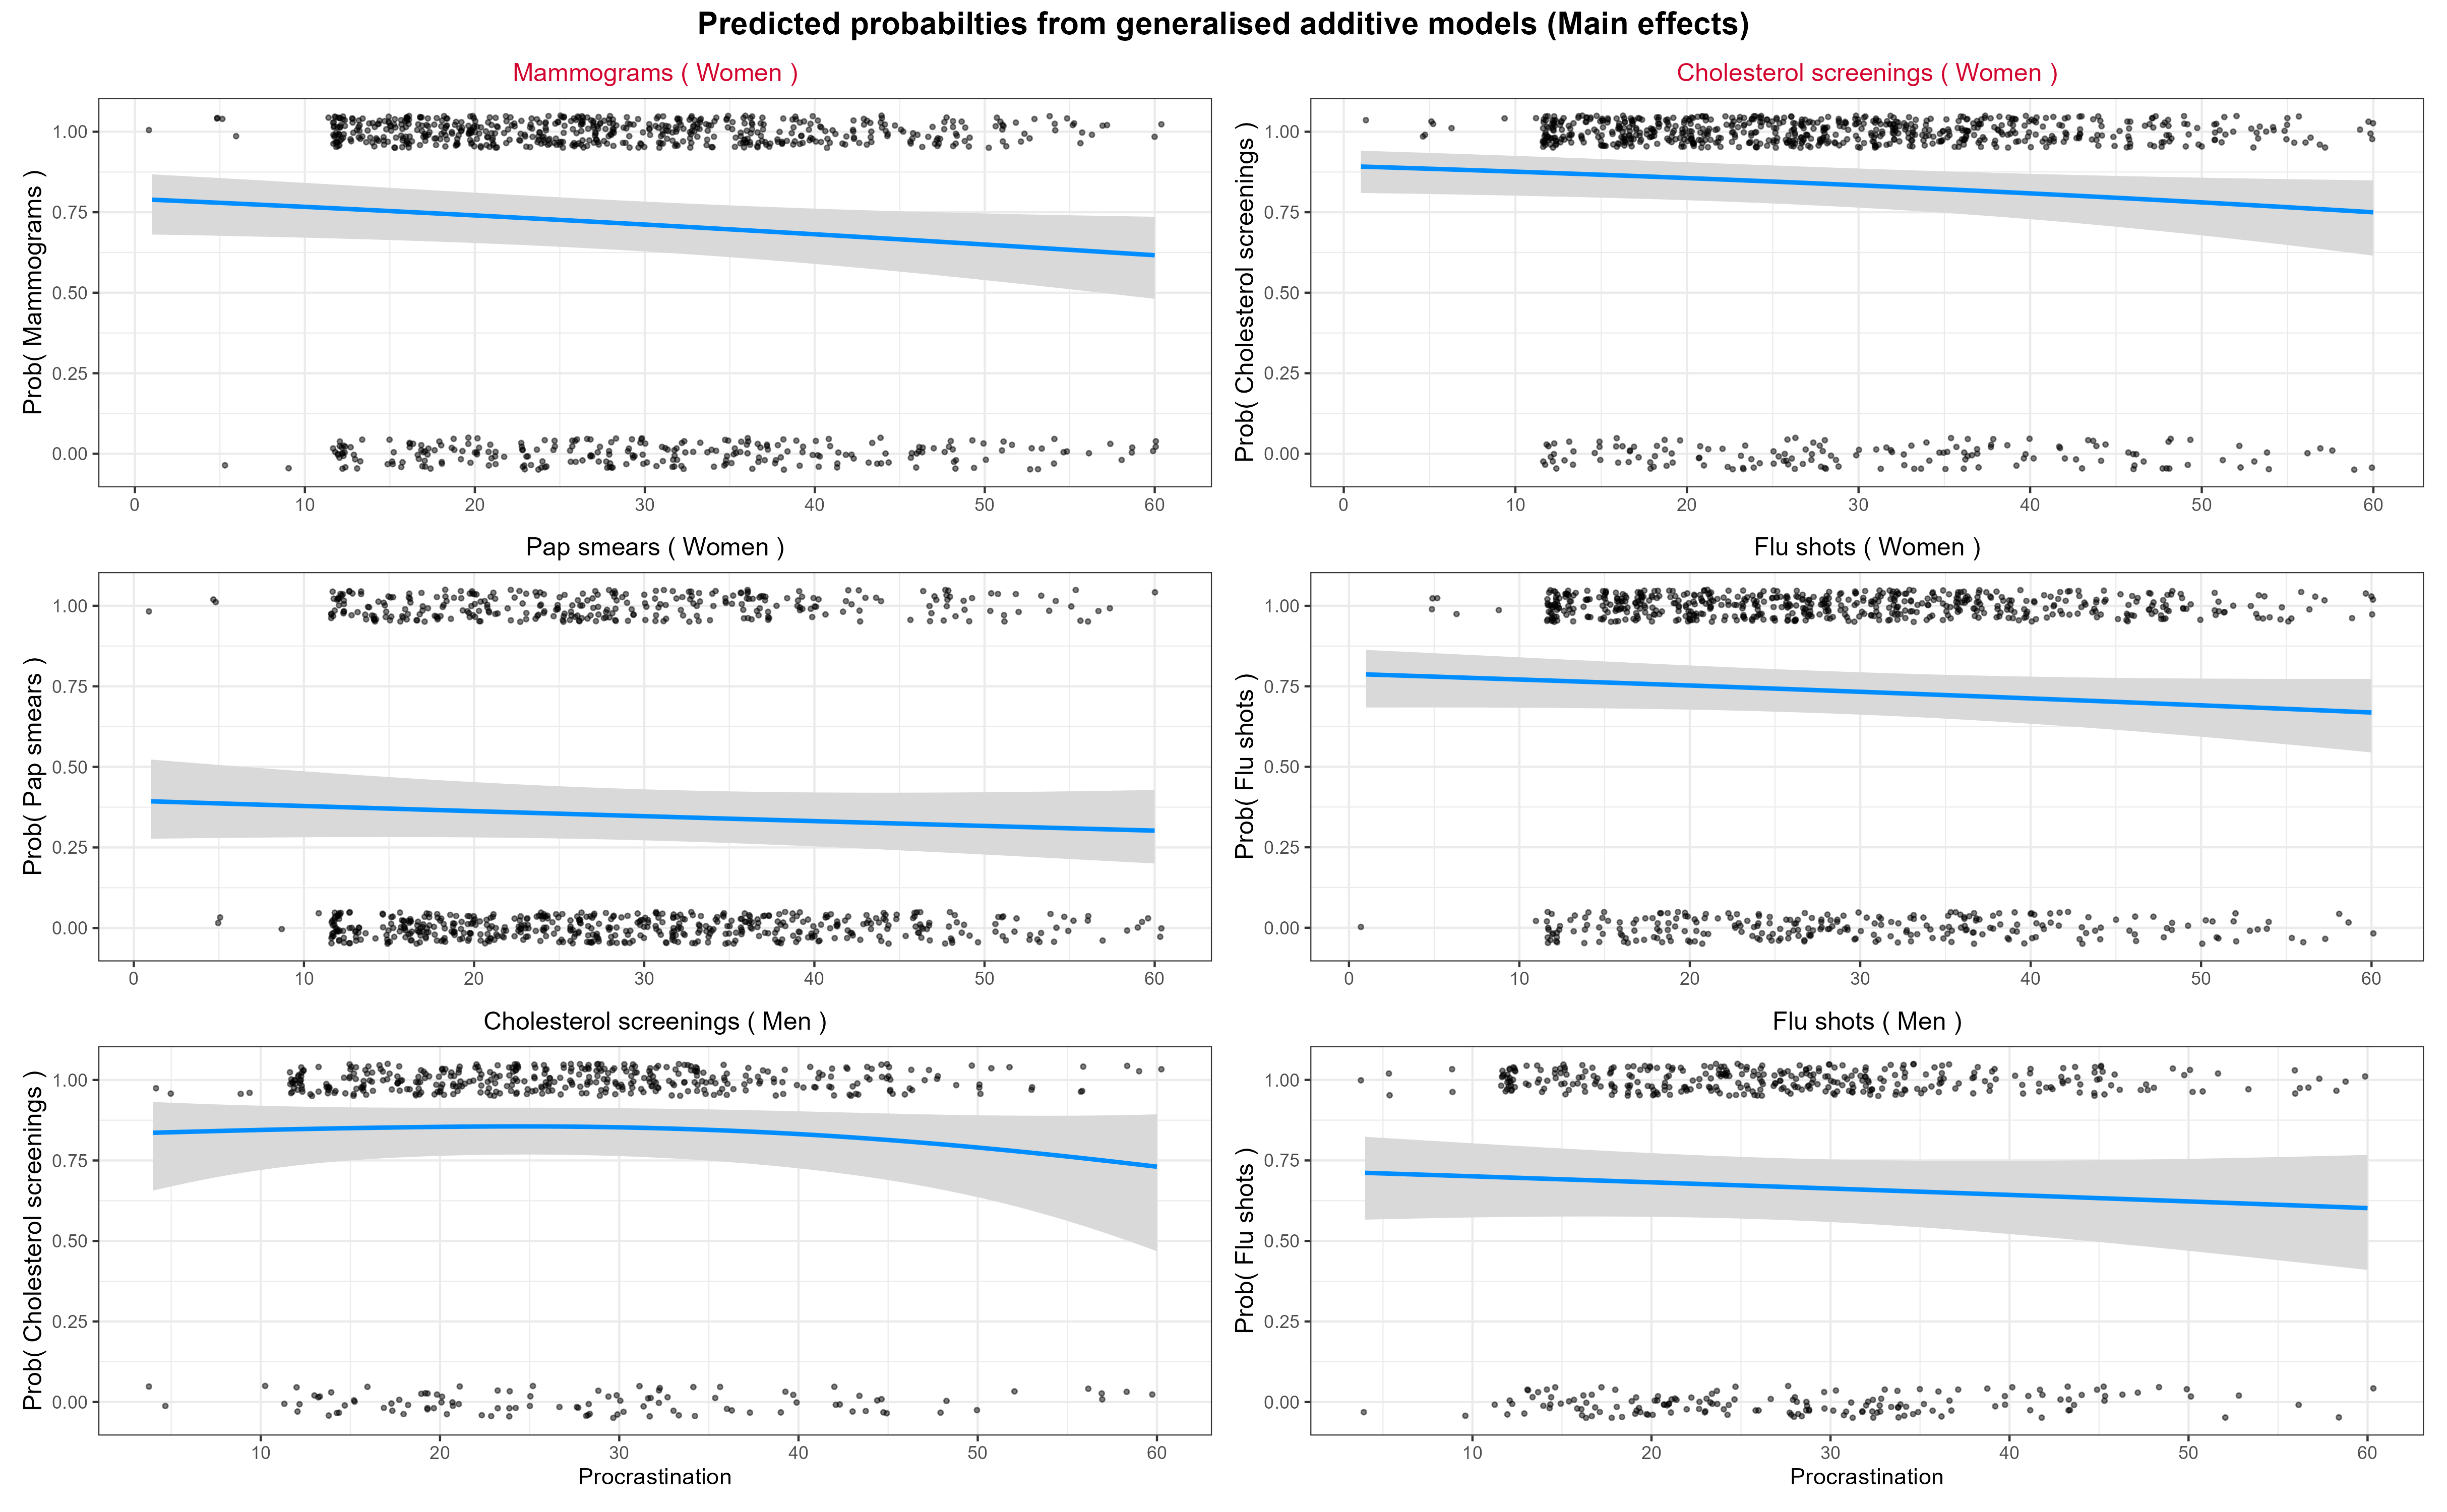 Predicted probabilties from generalised additive models (Main effects)
Mammograms ( Women )
Prob( Mammograms )
1.00
0.75
0.50
0.25
0.00
0 10 20 30 40 50 60
Cholesterol screenings ( Women )
Prob( Cholesterol screenings )
1.00
0.75
0.50
0.25
0.00
0 10 20 30 40 50 60
Pap smears ( Women )
Prob( Pap smears )
1.00
0.75
0.50
0.25
0.00
0 10 20 30 40 50 60
Flu shots ( Women )
Prob( Flu shots )
1.00
0.75
0.50
0.25
0.00
0 10 20 30 40 50 60
Cholesterol screenings ( Men )
Prob( Cholesterol screenings )
1.00
0.75
0.50
0.25
0.00
10 20 30 40 50 60
Procrastination
Flu shots ( Men )
Prob( Flu shots )
1.00
0.75
0.50
0.25
0.00
10 20 30 40 50 60
Procrastination